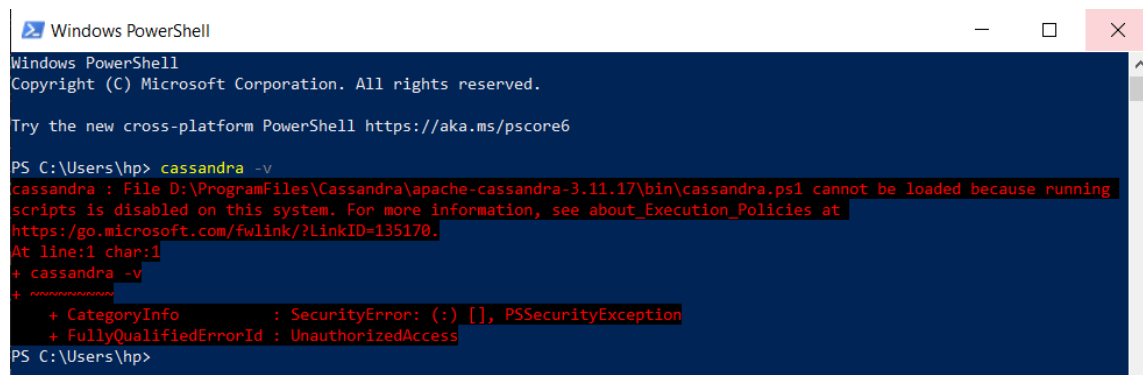 Windows PowerShell
Windows PowerShell
Copyright (C) Microsoft Corporation. All rights reserved.
Try the new cross-platform PowerShell https://aka.ms/pscore6
PS C:\Users\hp> cassandra -v
cassandra : File D:\ProgramFiles\Cassandra\apache-cassandra-3.11.17\bin\cassandra.ps1 cannot be loaded because running
scripts is disabled on this system. For more information, see about_Execution_Policies at
https:/go.microsoft.com/fwlink/?LinkID=135170.
At line:1 char:1
+ cassandra -v
+ ~~~~~~~~~
    + CategoryInfo          : SecurityError: (:) [], PSSecurityException
    + FullyQualifiedErrorId : UnauthorizedAccess
PS C:\Users\hp>